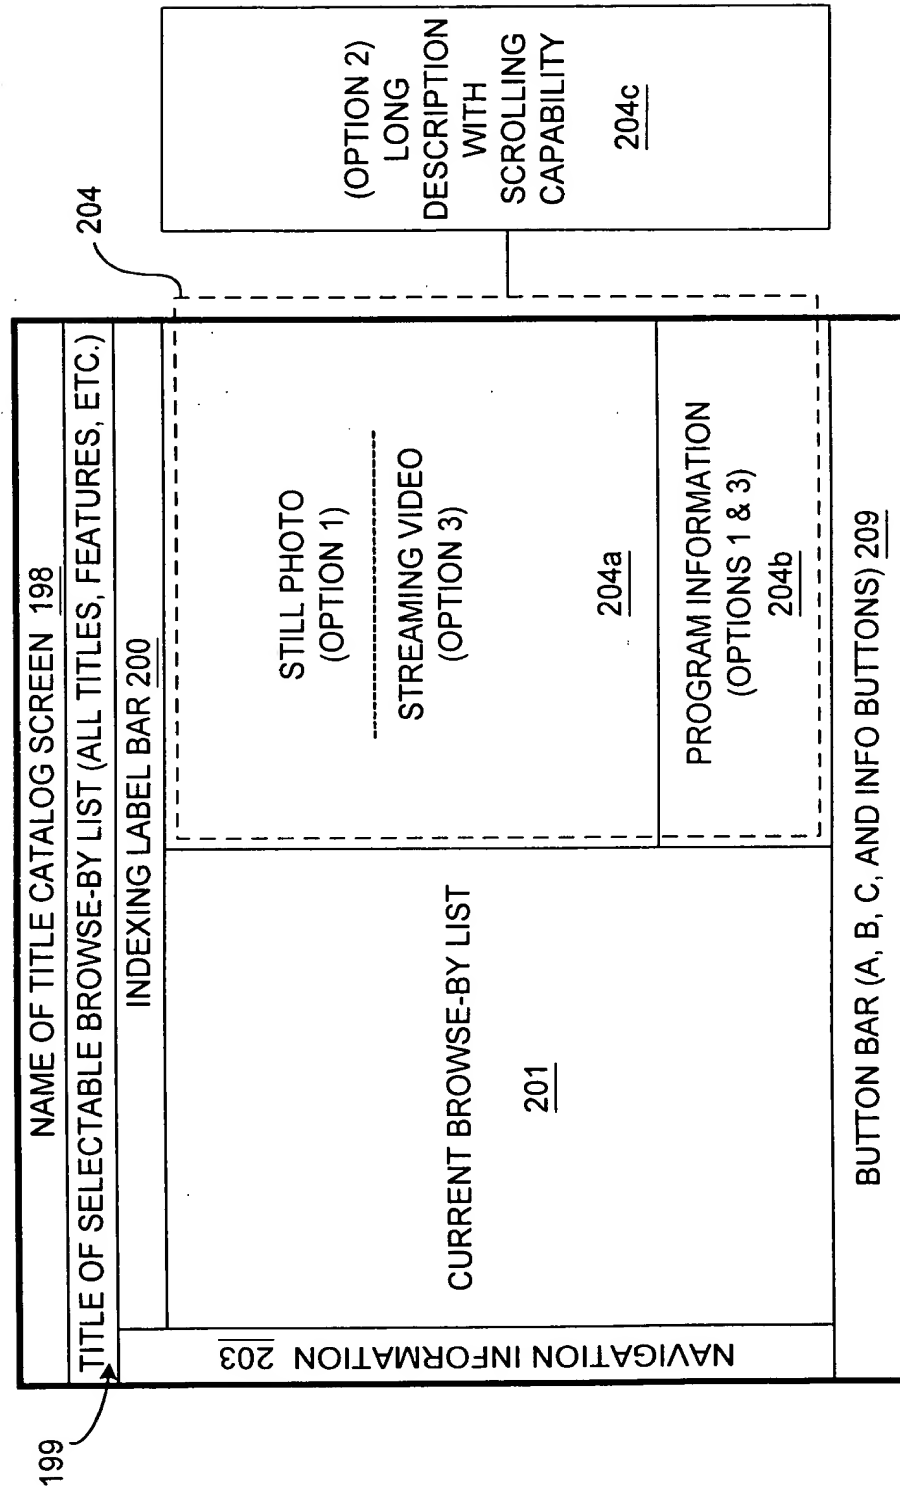 NAME OF TITLE CATALOG SCREEN 198
TITLE OF SELECTABLE BROWSE-BY LIST (ALL TITLES, FEATURES, ETC.)
199
INDEXING LABEL BAR 200
204
NAVIGATION INFORMATION 203
CURRENT BROWSE-BY LIST
201
STILL PHOTO
(OPTION 1)
STREAMING VIDEO
(OPTION 3)
204a
PROGRAM INFORMATION
(OPTIONS 1 & 3)
204b
(OPTION 2)
LONG
DESCRIPTION
WITH
SCROLLING
CAPABILITY
204c
BUTTON BAR (A, B, C, AND INFO BUTTONS) 209